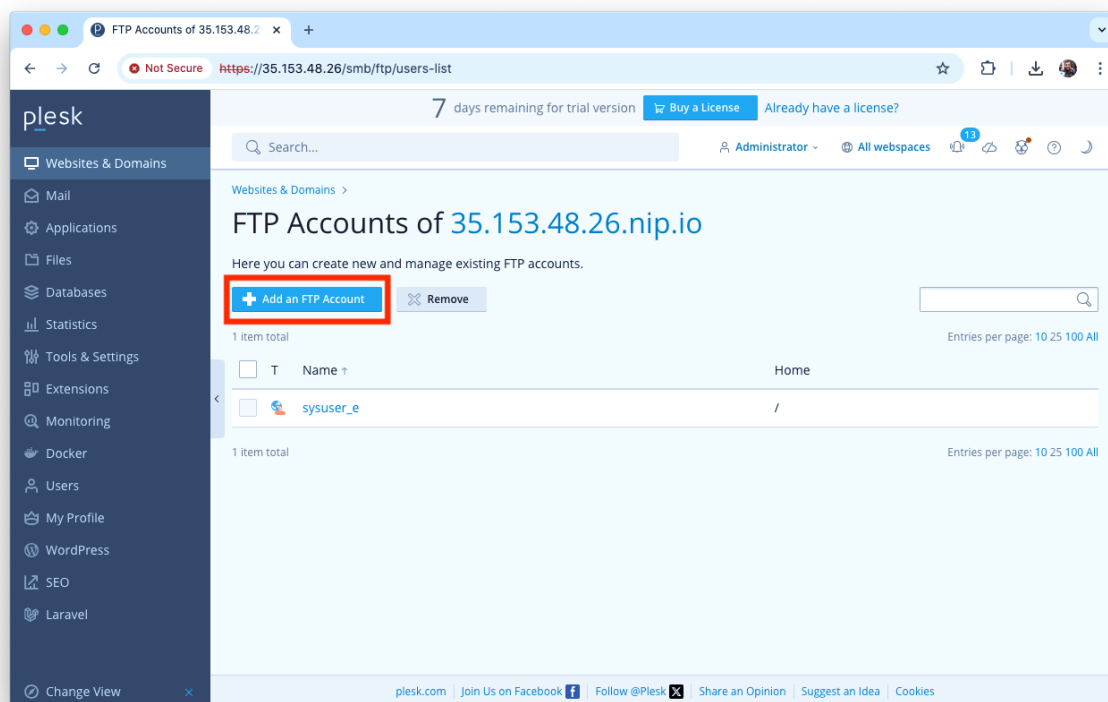 FTP Accounts of 35.153.48.2
Not Secure https://35.153.48.26/smb/ftp/users-list
plesk
7 days remaining for trial version Buy a License Already have a license?
Search... Administrator All webspaces 13
Websites & Domains
Mail
Applications
Files
Databases
Statistics
Tools & Settings
Extensions
Monitoring
Docker
Users
My Profile
WordPress
SEO
Laravel
Change View
Websites & Domains >
FTP Accounts of 35.153.48.26.nip.io
Here you can create new and manage existing FTP accounts.
Add an FTP Account Remove
1 item total Entries per page: 10 25 100 All
T Name ↑ Home
sysuser_e /
1 item total Entries per page: 10 25 100 All
plesk.com Join Us on Facebook Follow @Plesk Share an Opinion Suggest an Idea Cookies